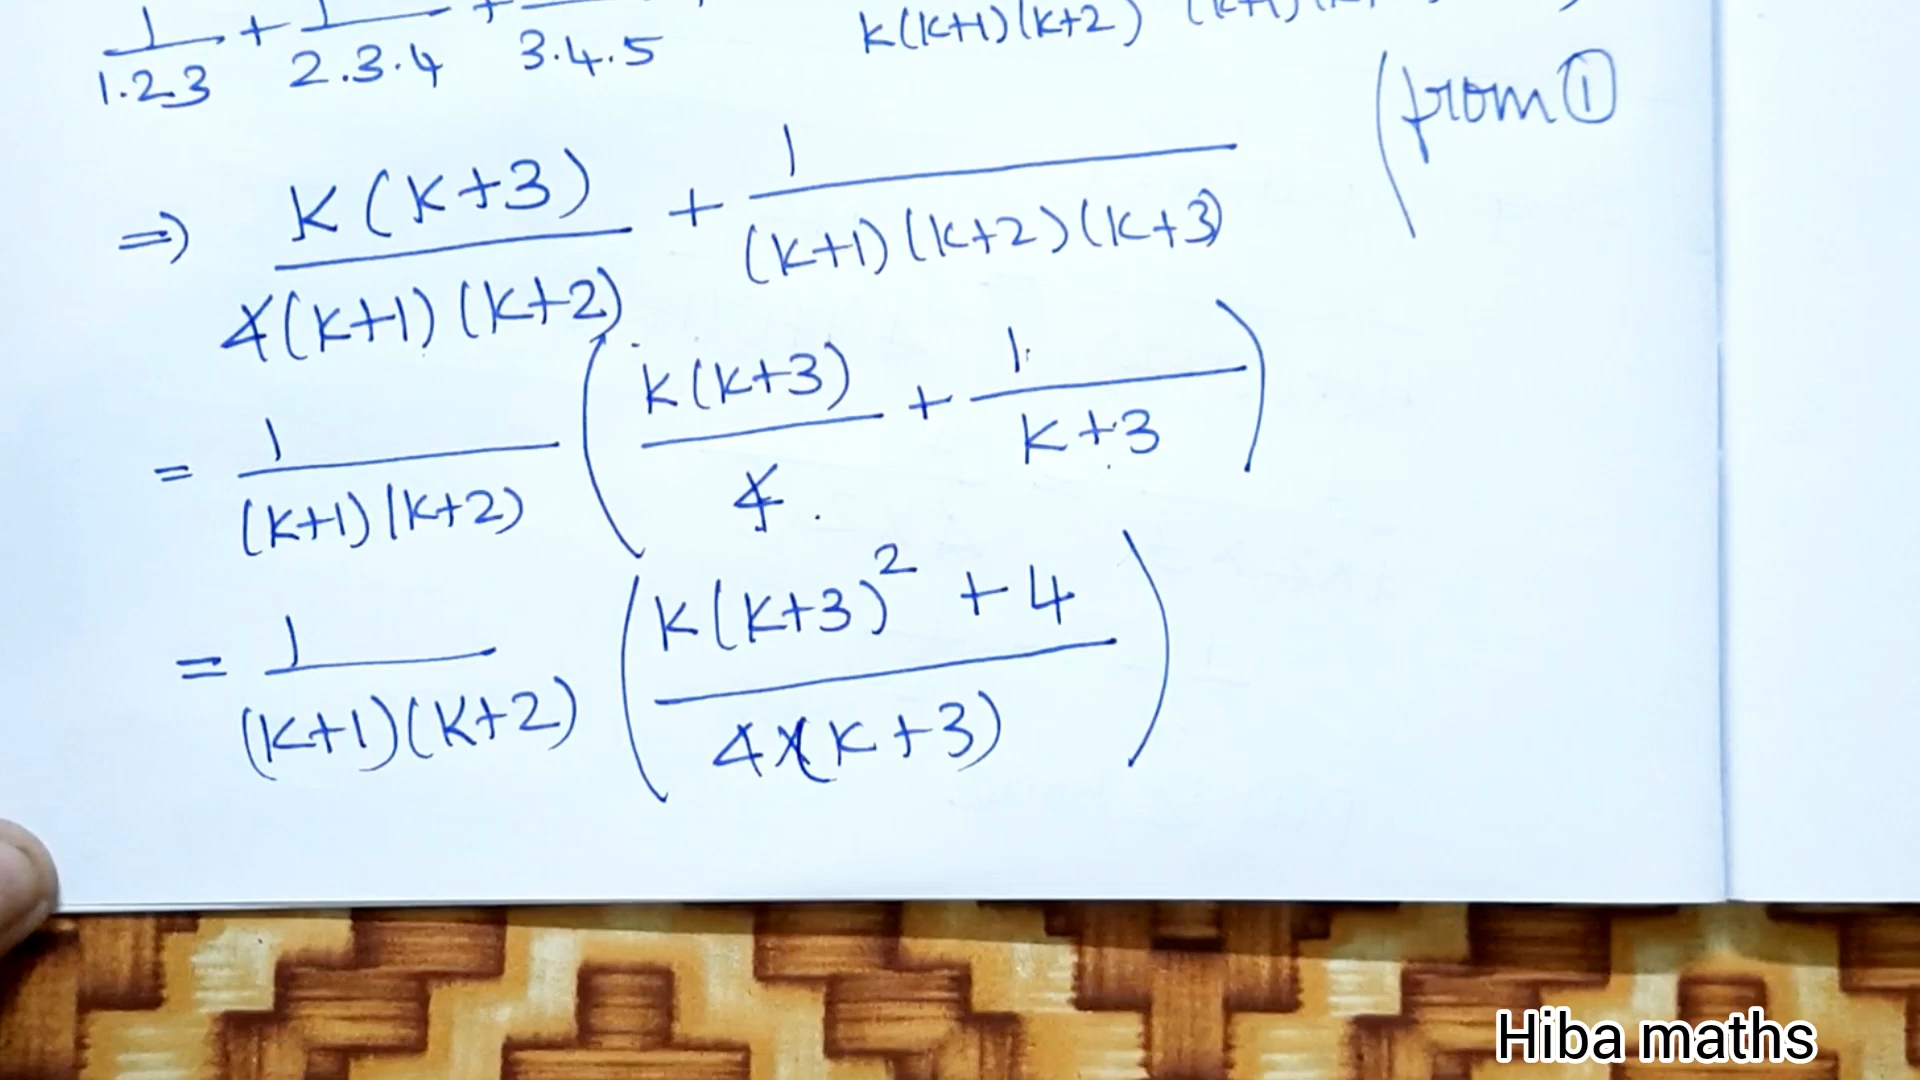 1/1.2.3 + 1/2.3.4 + /3.4.5 k(k+1)(k+2)
(from ①
⇒ k(k+3)/4(k+1)(k+2) + 1/(k+1)(k+2)(k+3)
= 1/(k+1)(k+2) (k(k+3)/4 + 1/k+3)
= 1/(k+1)(k+2) (k(k+3)² + 4/4×(k+3))
Hiba maths